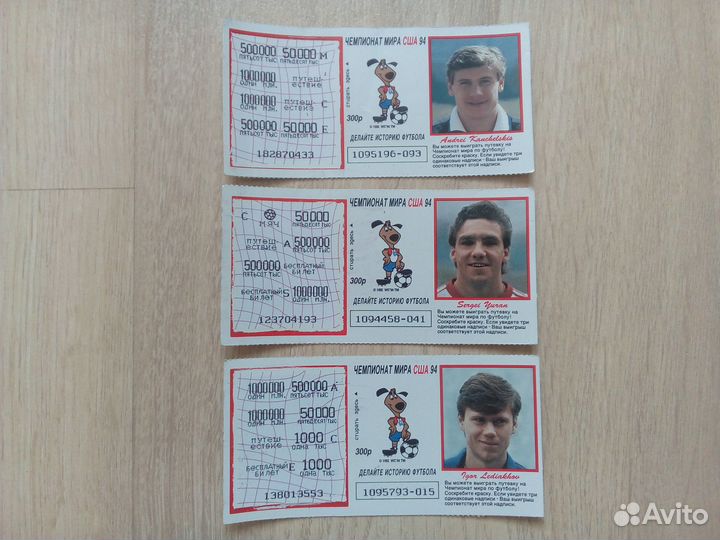 500000 50000 М
ПЯТЬСОТ ТЫС ПЯТЬДЕСЯТ ТЫС
1000000 ПУТЕШ-
ОДИН МЛН. ЕСТВИЕ
1000000 ПУТЕШ- С
ОДИН МЛН. ЕСТВИЕ
500000 50000 Е
ПЯТЬСОТ ТЫС ПЯТЬДЕСЯТ ТЫС
182870433
ЧЕМПИОНАТ МИРА США 94
стирать здесь
300р
ДЕЛАЙТЕ ИСТОРИЮ ФУТБОЛА
1095196-093
Andrei Kanchelskis
Вы можете выиграть путевку на
Чемпионат мира по футболу!
Соскребите краску. Если увидете три
одинаковые надписи - Ваш выигрыш
соответствует этой надписи.
С 50000
МЯЧ ПЯТЬДЕСЯТ ТЫС
ПУТЕШ- А 500000
ЕСТВИЕ ПЯТЬСОТ ТЫС
500000 БЕСПЛАТНЫЙ
ПЯТЬСОТ ТЫС БИЛЕТ
БЕСПЛАТНЫЙ S 1000000
БИЛЕТ ОДИН МЛН.
123704193
ЧЕМПИОНАТ МИРА США 94
стирать здесь
300р
ДЕЛАЙТЕ ИСТОРИЮ ФУТБОЛА
1094458-041
Sergei Yuran
Вы можете выиграть путевку на
Чемпионат мира по футболу!
Соскребите краску. Если увидете три
одинаковые надписи - Ваш выигрыш
соответствует этой надписи.
1000000 500000 А
ОДИН МЛН. ПЯТЬСОТ ТЫС
1000000 50000
ОДИН МЛН. ПЯТЬДЕСЯТ ТЫС
ПУТЕШ- 1000 С
ЕСТВИЕ ОДНА ТЫС
БЕСПЛАТНЫЙ Е 1000
БИЛЕТ ОДНА ТЫС
138013553
ЧЕМПИОНАТ МИРА США 94
стирать здесь
300р
ДЕЛАЙТЕ ИСТОРИЮ ФУТБОЛА
1095793-015
Igor Lediakhov
Вы можете выиграть путевку на
Чемпионат мира по футболу!
Соскребите краску. Если увидете три
одинаковые надписи - Ваш выигрыш
соответствует этой надписи.
Avito